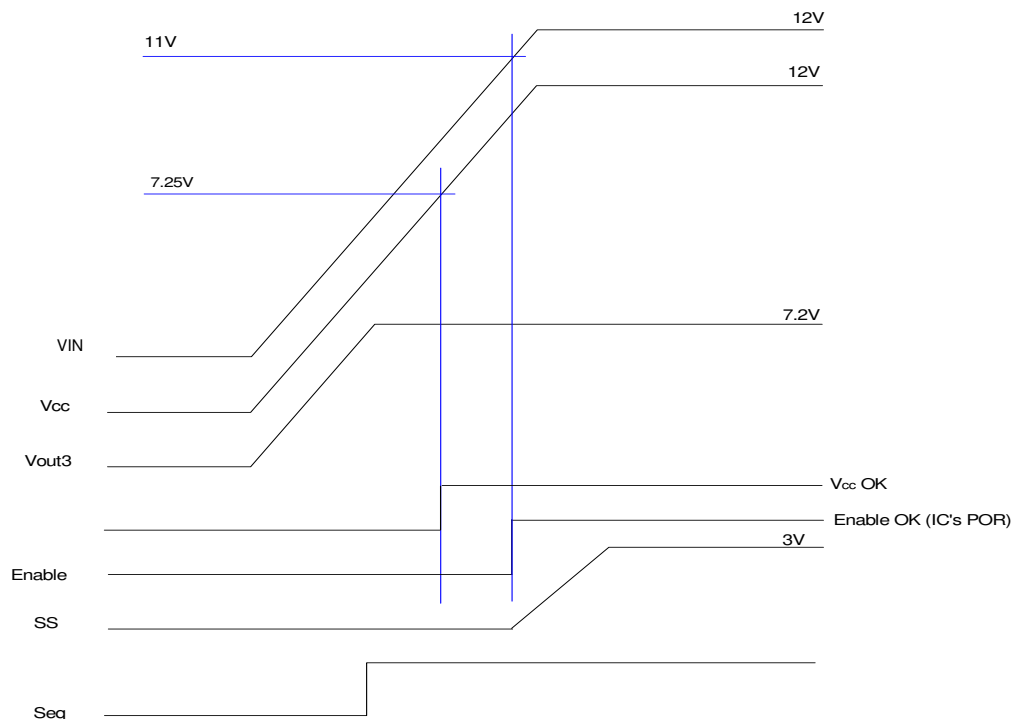 12V
11V
12V
7.25V
7.2V
VIN
Vcc
Vout3
Vcc OK
Enable OK (IC's POR)
3V
Enable
SS
Seq